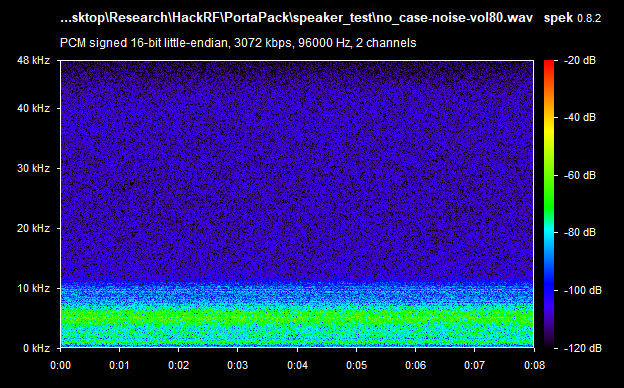 ...sktop\Research\HackRF\PortaPack\speaker_test\no_case-noise-vol80.wav spek 0.8.2
PCM signed 16-bit little-endian, 3072 kbps, 96000 Hz, 2 channels
48 kHz -20 dB
40 kHz -40 dB
30 kHz -60 dB
20 kHz -80 dB
10 kHz -100 dB
0 kHz -120 dB
0:00 0:01 0:02 0:03 0:04 0:05 0:06 0:07 0:08